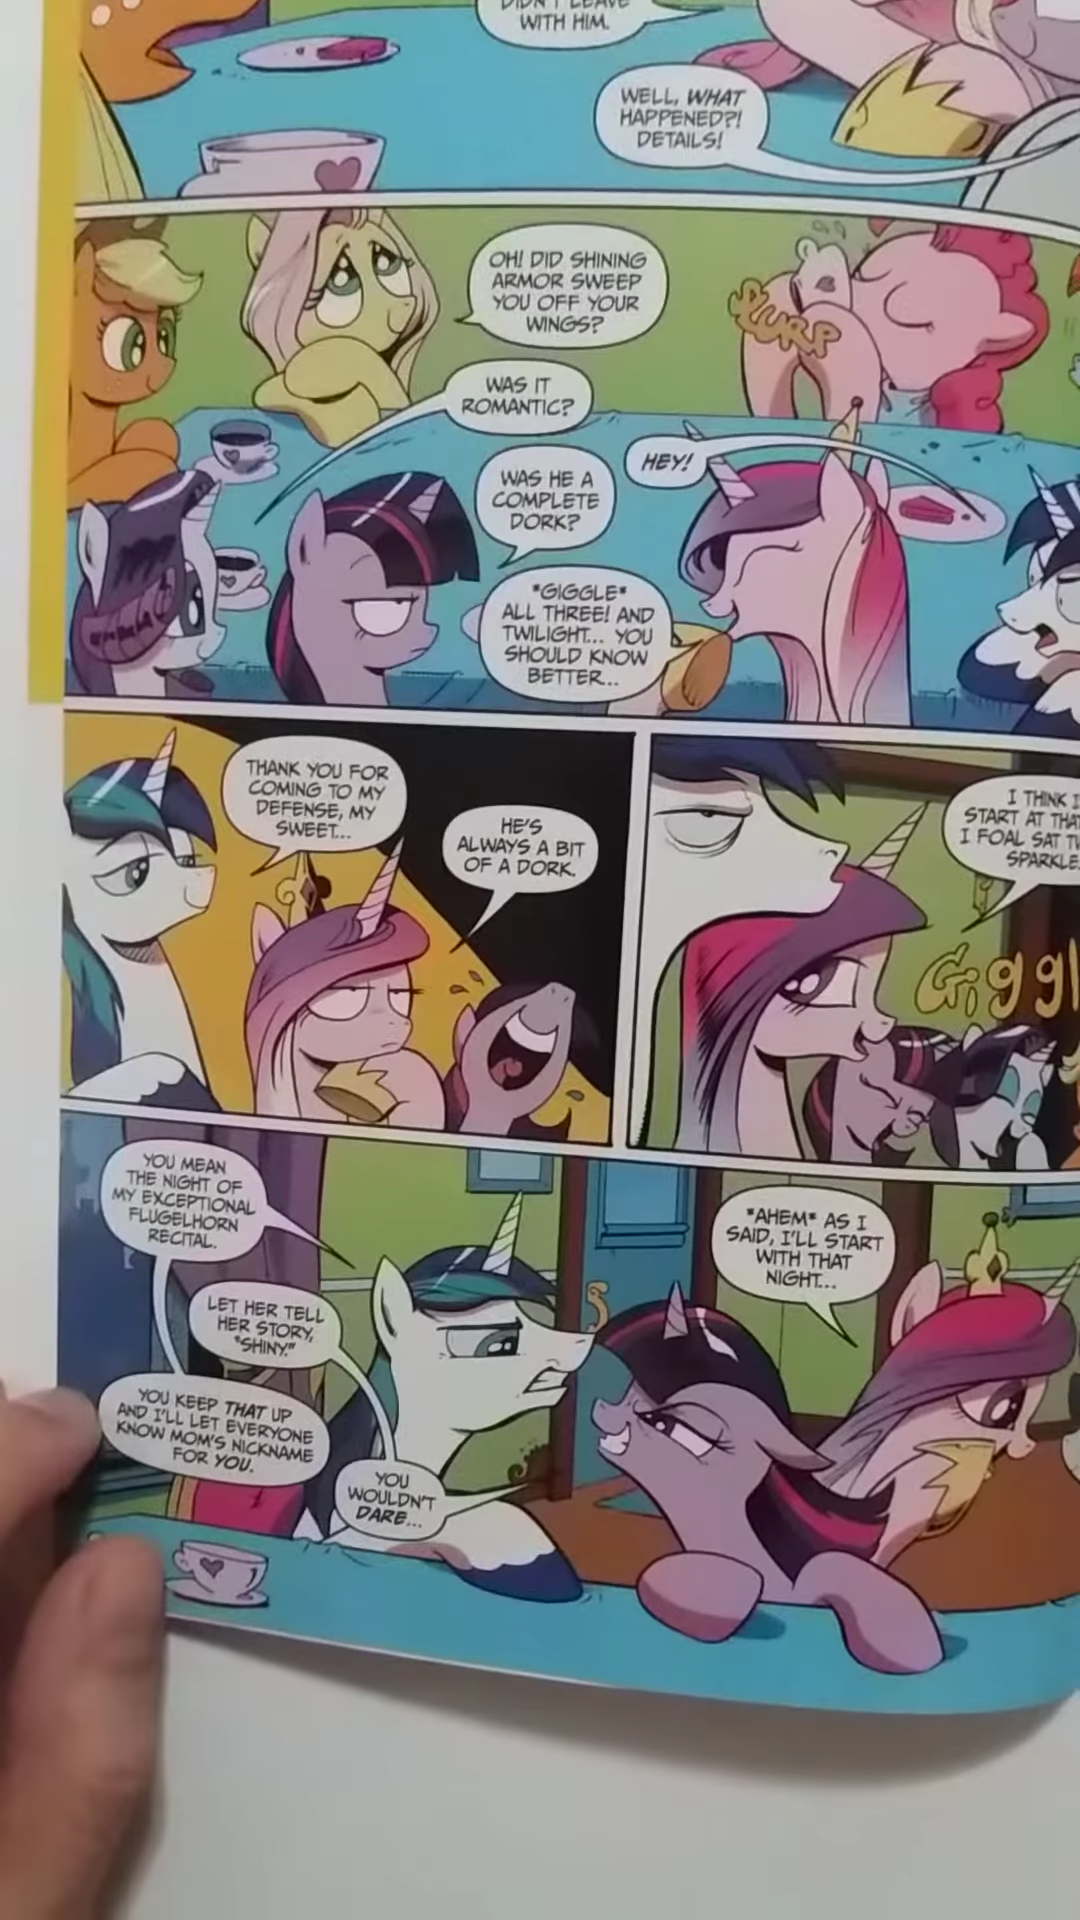 DIDN'T LEAVE
WITH HIM.
WELL, WHAT
HAPPENED?!
DETAILS!
OH! DID SHINING
ARMOR SWEEP
YOU OFF YOUR
WINGS?
SLURP
WAS IT
ROMANTIC?
WAS HE A
COMPLETE
DORK?
HEY!
*GIGGLE*
ALL THREE! AND
TWILIGHT... YOU
SHOULD KNOW
BETTER...
THANK YOU FOR
COMING TO MY
DEFENSE, MY
SWEET...
HE'S
ALWAYS A BIT
OF A DORK.
I THINK I
START AT THAT
I FOAL SAT TW
SPARKLE
Giggl
YOU MEAN
THE NIGHT OF
MY EXCEPTIONAL
FLUGELHORN
RECITAL.
LET HER TELL
HER STORY,
"SHINY."
YOU KEEP THAT UP
AND I'LL LET EVERYONE
KNOW MOM'S NICKNAME
FOR YOU.
YOU
WOULDN'T
DARE...
*AHEM* AS I
SAID, I'LL START
WITH THAT
NIGHT...